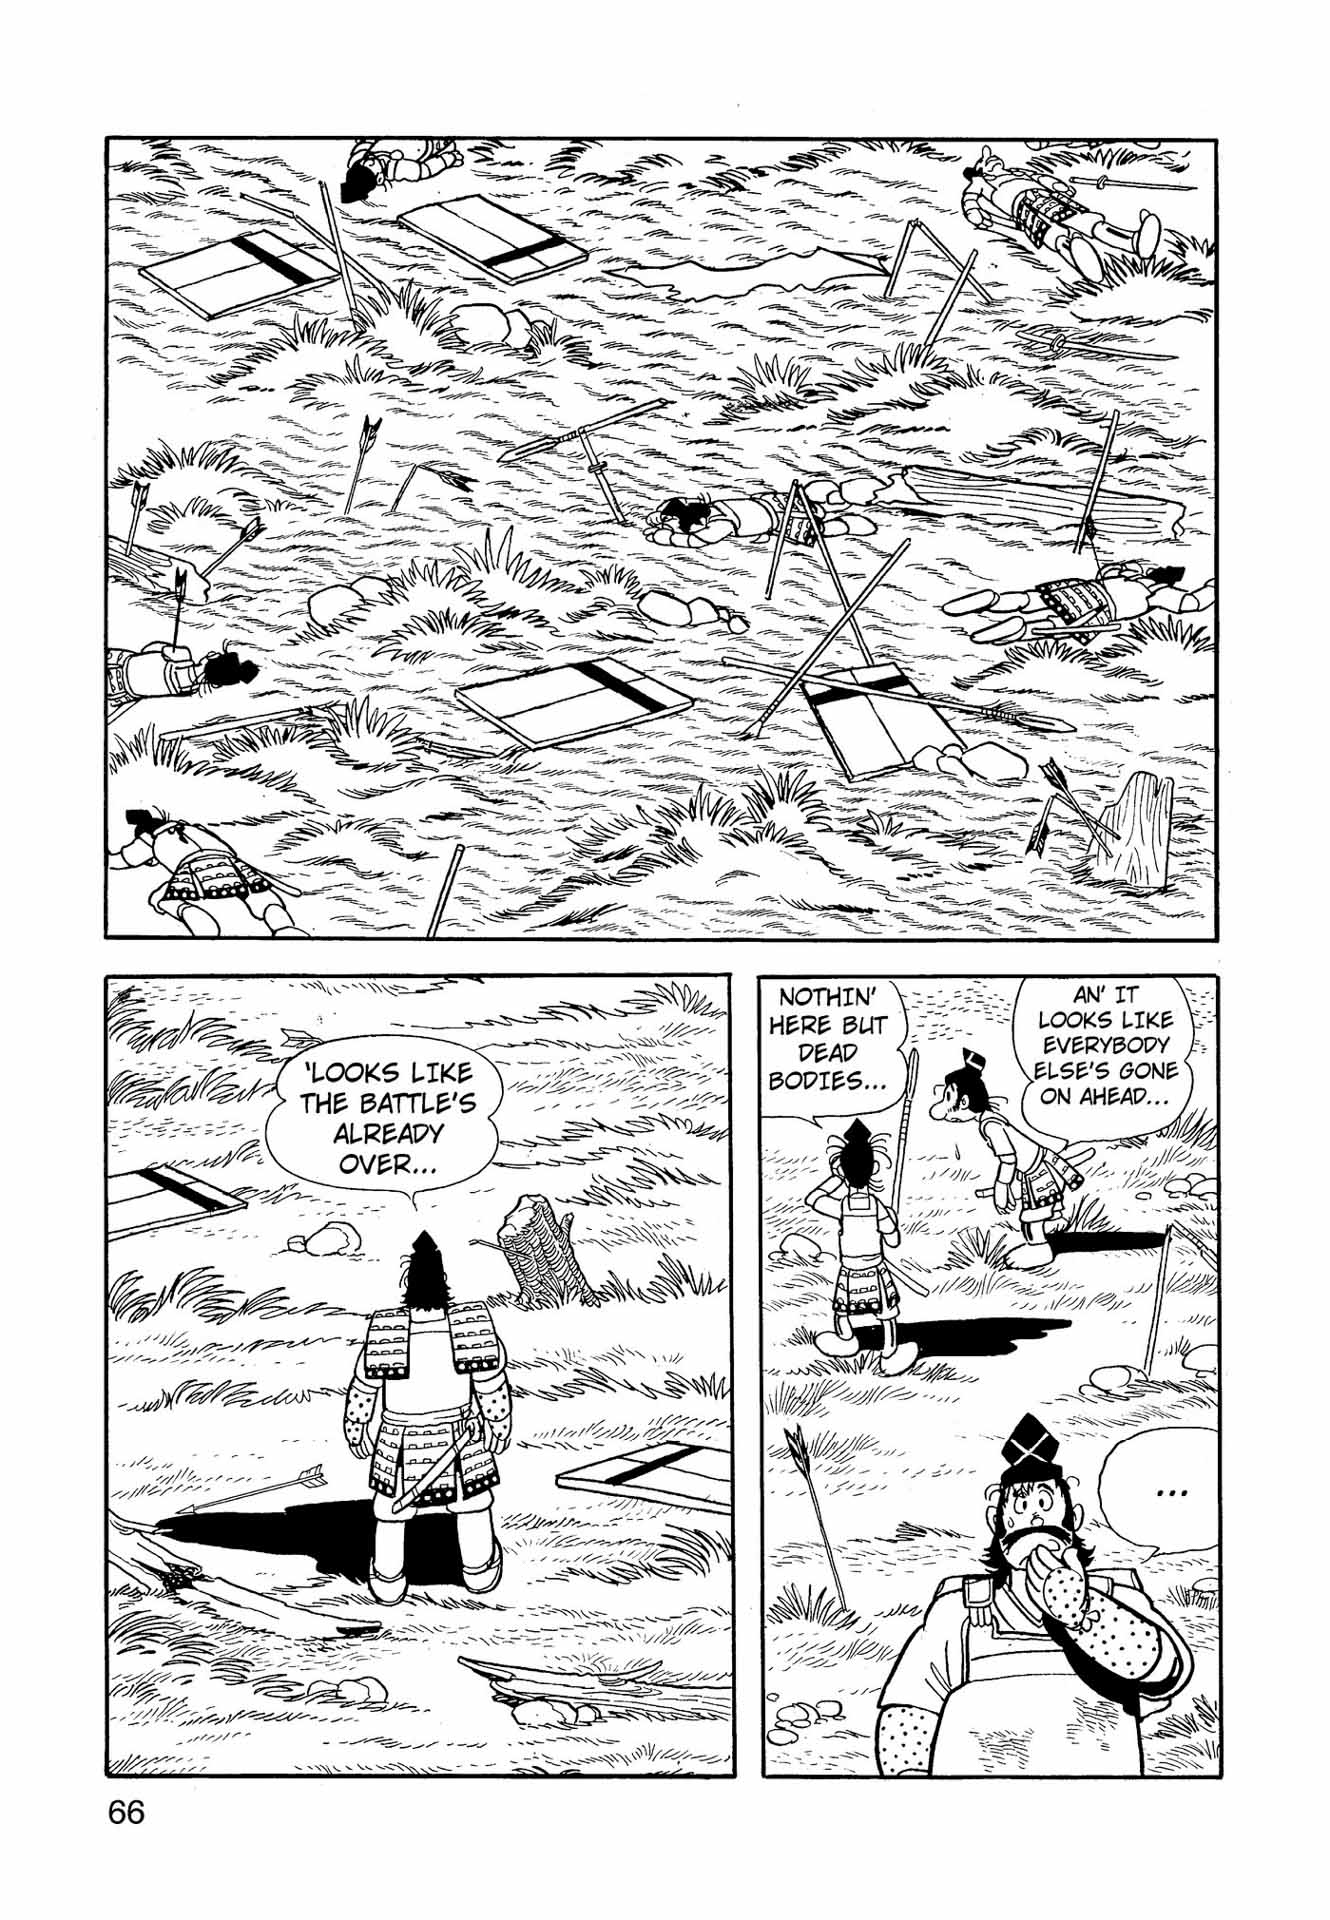 'LOOKS LIKE
THE BATTLE'S
ALREADY
OVER...
NOTHIN'
HERE BUT
DEAD
BODIES...
AN' IT
LOOKS LIKE
EVERYBODY
ELSE'S GONE
ON AHEAD...
...
66